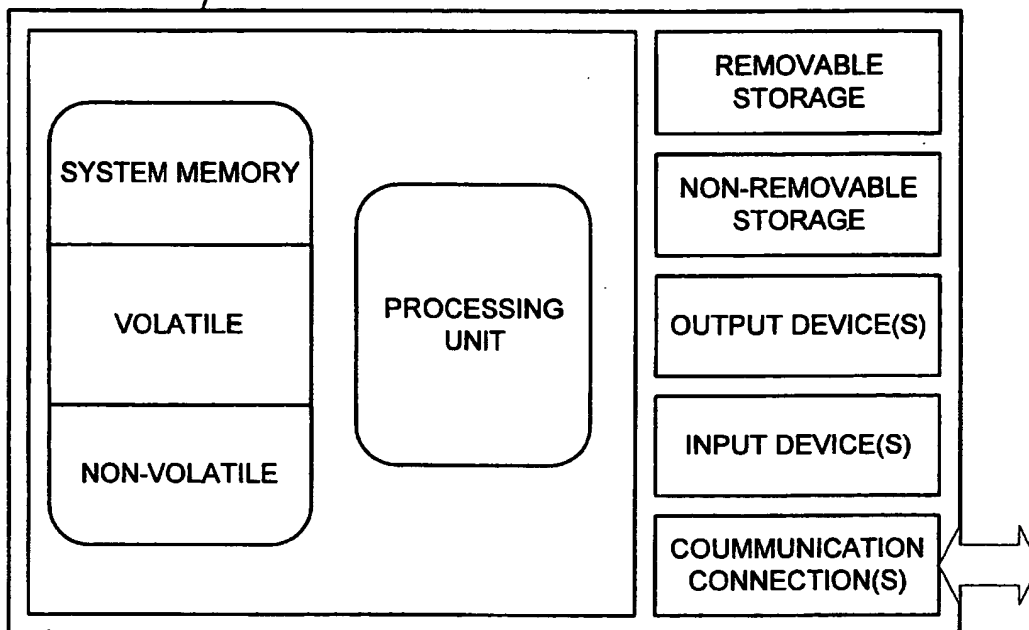 SYSTEM MEMORY
VOLATILE
NON-VOLATILE
PROCESSING
UNIT
REMOVABLE
STORAGE
NON-REMOVABLE
STORAGE
OUTPUT DEVICE(S)
INPUT DEVICE(S)
COUMMUNICATION
CONNECTION(S)